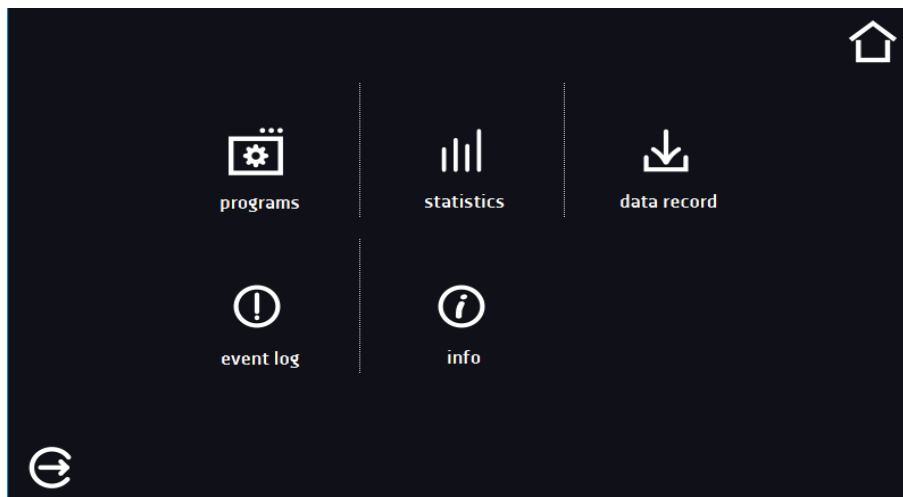 programs
statistics
data record
event log
info